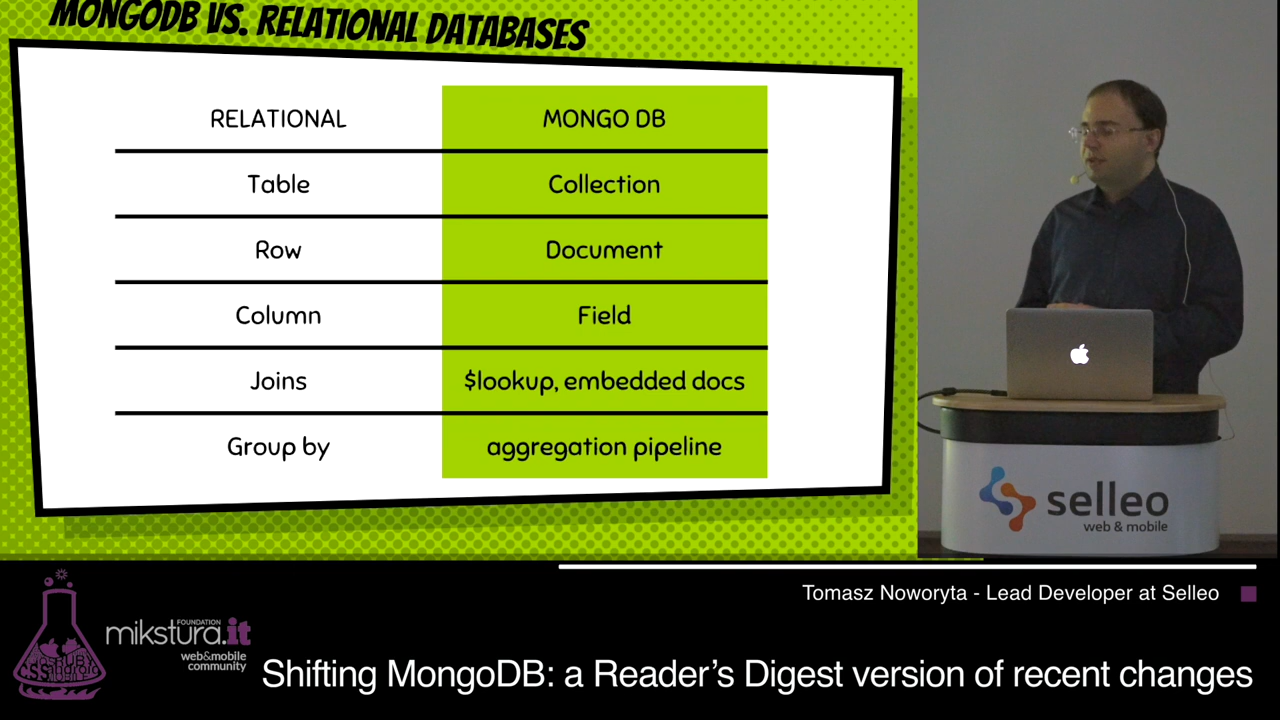 MONGODB VS. RELATIONAL DATABASES
RELATIONAL MONGO DB
Table Collection
Row Document
Column Field
Joins $lookup, embedded docs
Group by aggregation pipeline
selleo
web & mobile
Tomasz Noworyta - Lead Developer at Selleo
FOUNDATION
mikstura.it
web&mobile
community
Shifting MongoDB: a Reader’s Digest version of recent changes